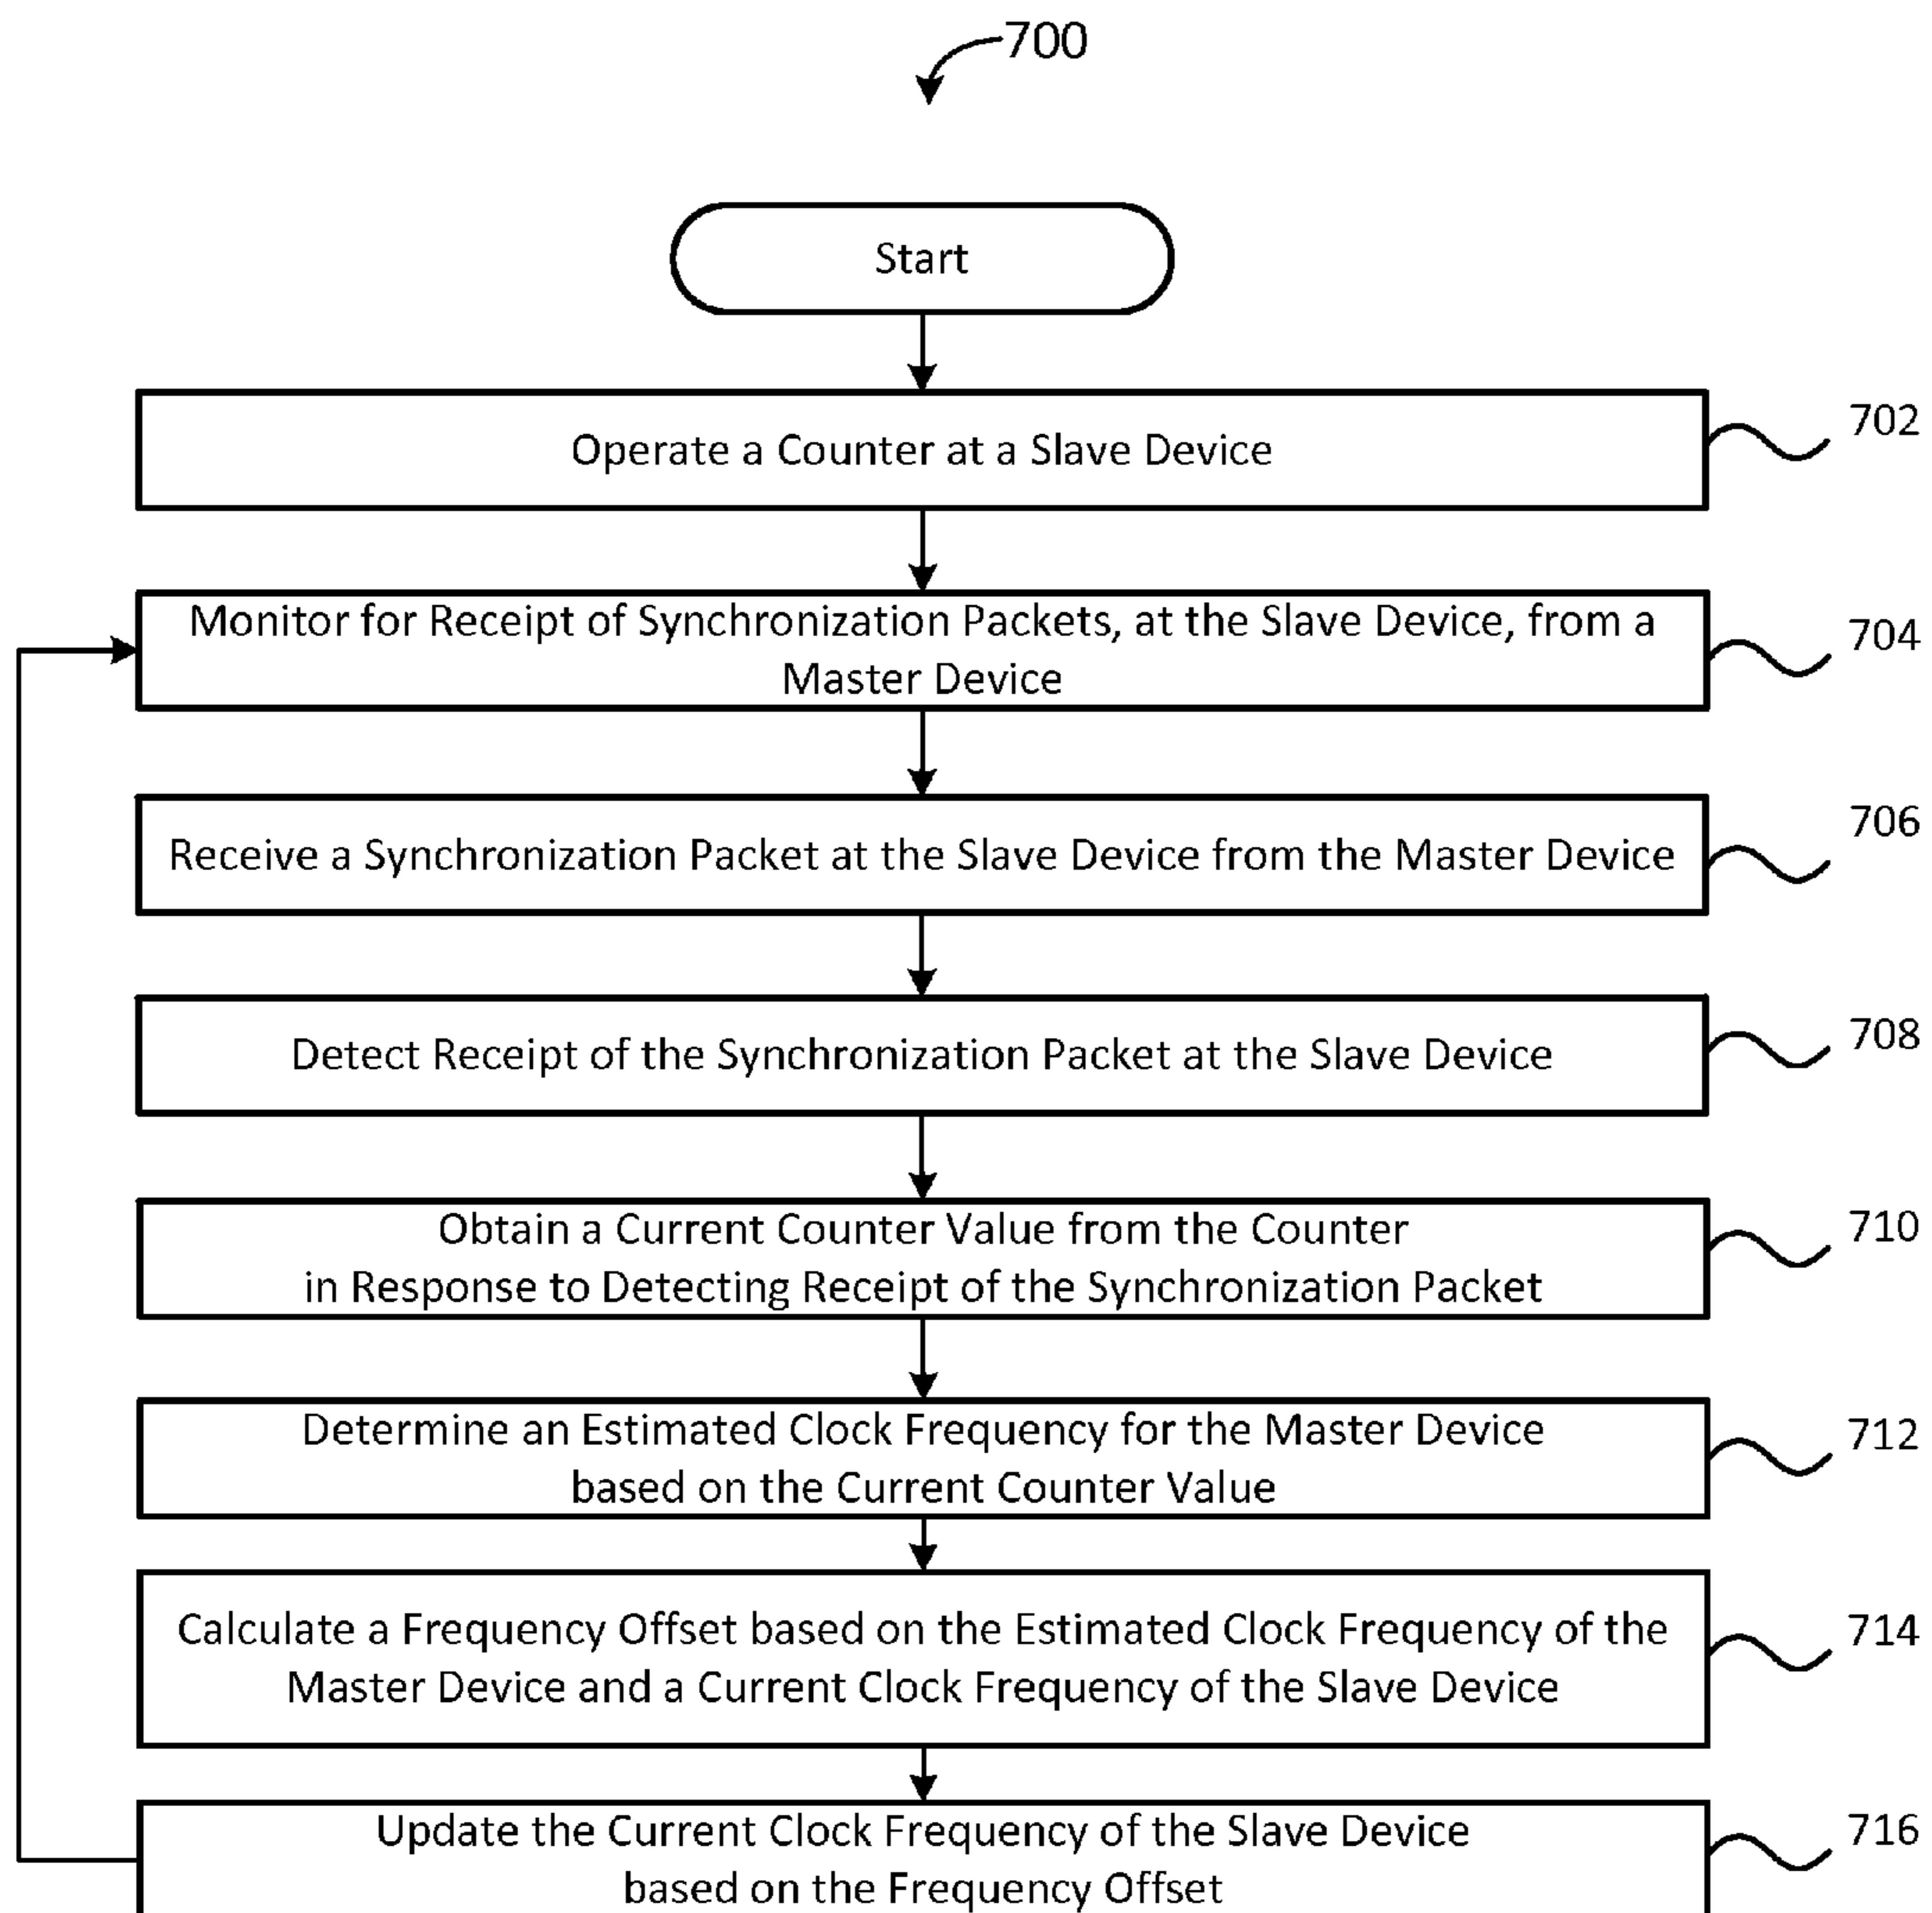 700
Start
Operate a Counter at a Slave Device
702
Monitor for Receipt of Synchronization Packets, at the Slave Device, from a
Master Device
704
Receive a Synchronization Packet at the Slave Device from the Master Device
706
Detect Receipt of the Synchronization Packet at the Slave Device
708
Obtain a Current Counter Value from the Counter
in Response to Detecting Receipt of the Synchronization Packet
710
Determine an Estimated Clock Frequency for the Master Device
based on the Current Counter Value
712
Calculate a Frequency Offset based on the Estimated Clock Frequency of the
Master Device and a Current Clock Frequency of the Slave Device
714
Update the Current Clock Frequency of the Slave Device
based on the Frequency Offset
716